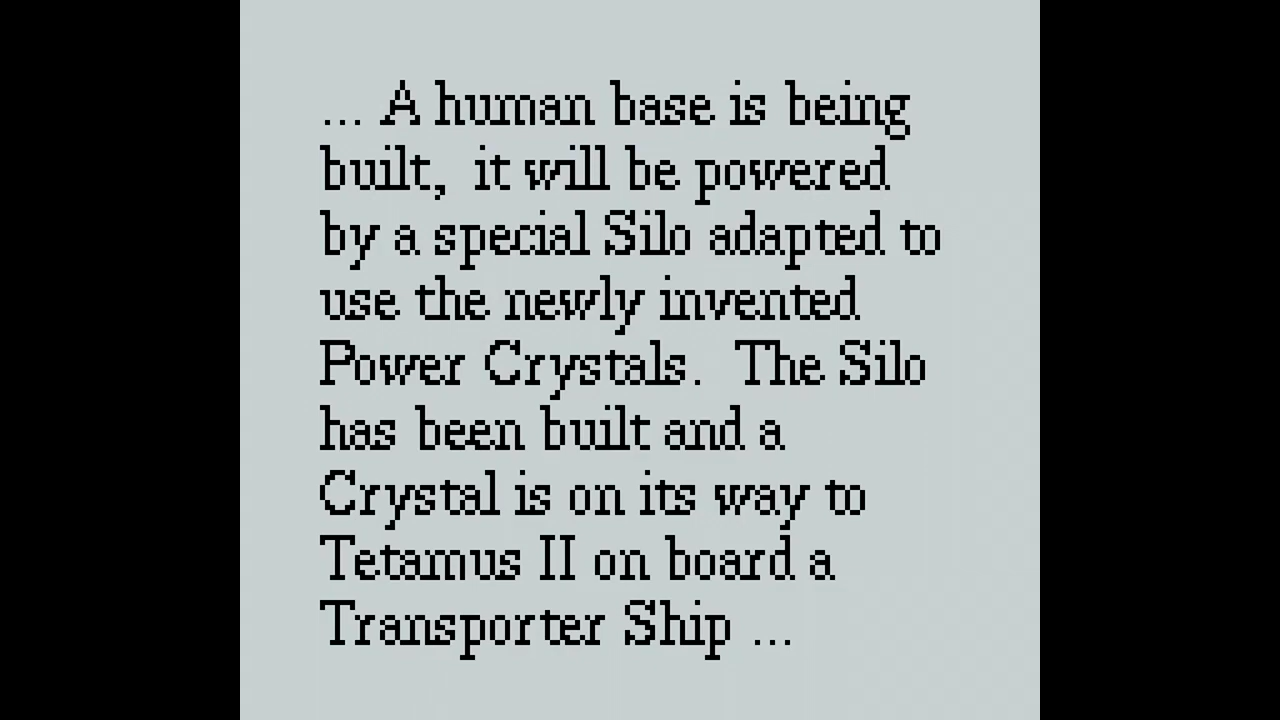 ... A human base is being
built, it will be powered
by a special Silo adapted to
use the newly invented
Power Crystals. The Silo
has been built and a
Crystal is on its way to
Tetamus II on board a
Transporter Ship ...